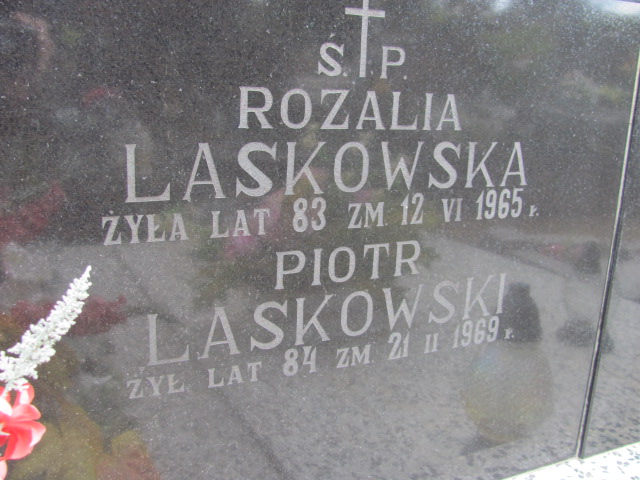 Ś. P.
ROZALIA
LASKOWSKA
ŻYŁA LAT 83 ZM. 12 VI 1965 R.
PIOTR
LASKOWSKI
ŻYŁ LAT 84 ZM. 21 II 1969 R.